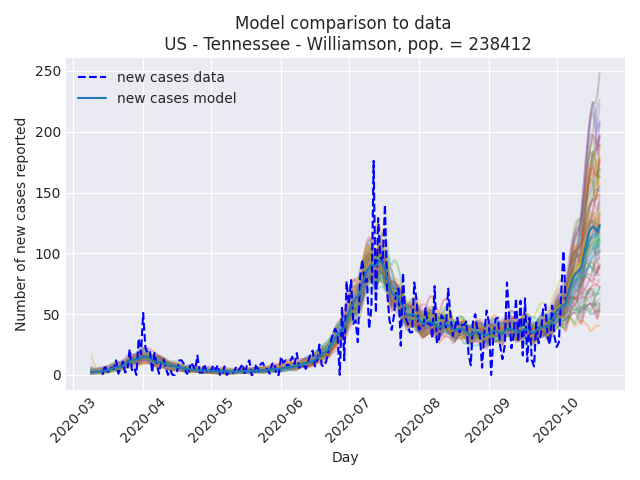 Model comparison to data
US - Tennessee - Williamson, pop. = 238412
new cases data
new cases model
Number of new cases reported
250
200
150
100
50
0
2020-03
2020-04
2020-05
2020-06
2020-07
2020-08
2020-09
2020-10
Day